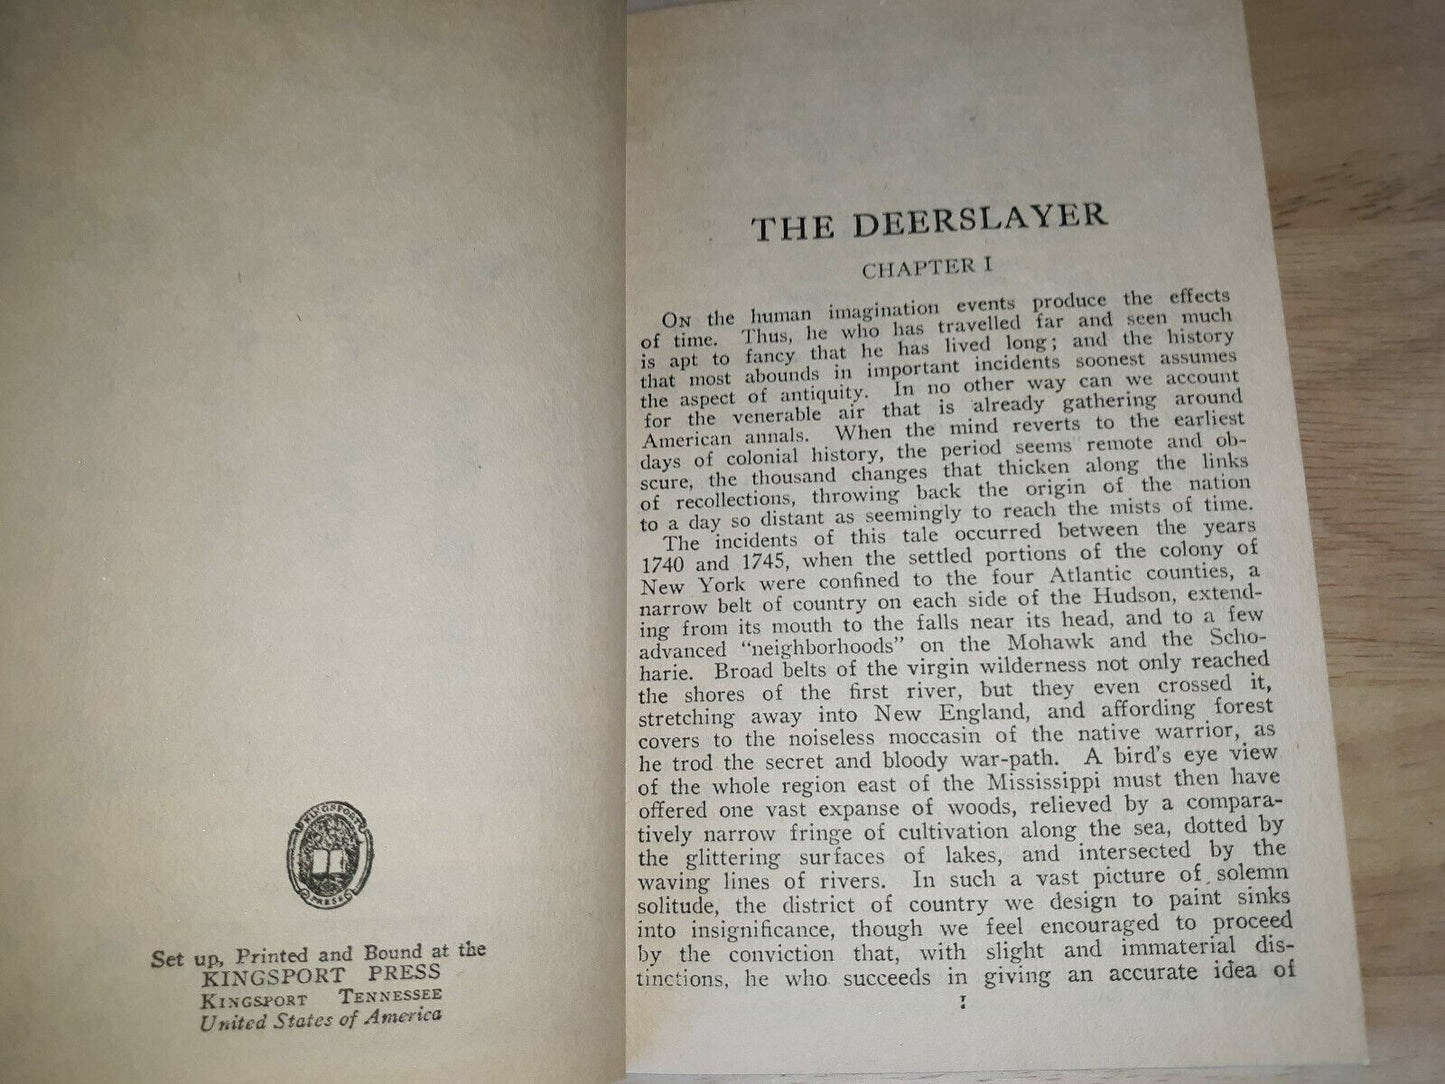 KINGSPORT
PRESS
Set up, Printed and Bound at the
KINGSPORT PRESS
KINGSPORT TENNESSEE
United States of America
THE DEERSLAYER
CHAPTER I
ON the human imagination events produce the effects
of time. Thus, he who has travelled far and seen much
is apt to fancy that he has lived long; and the history
that most abounds in important incidents soonest assumes
the aspect of antiquity. In no other way can we account
for the venerable air that is already gathering around
American annals. When the mind reverts to the earliest
days of colonial history, the period seems remote and ob-
scure, the thousand changes that thicken along the links
of recollections, throwing back the origin of the nation
to a day so distant as seemingly to reach the mists of time.
The incidents of this tale occurred between the years
1740 and 1745, when the settled portions of the colony of
New York were confined to the four Atlantic counties, a
narrow belt of country on each side of the Hudson, extend-
ing from its mouth to the falls near its head, and to a few
advanced "neighborhoods" on the Mohawk and the Scho-
harie. Broad belts of the virgin wilderness not only reached
the shores of the first river, but they even crossed it,
stretching away into New England, and affording forest
covers to the noiseless moccasin of the native warrior, as
he trod the secret and bloody war-path. A bird's eye view
of the whole region east of the Mississippi must then have
offered one vast expanse of woods, relieved by a compara-
tively narrow fringe of cultivation along the sea, dotted by
the glittering surfaces of lakes, and intersected by the
waving lines of rivers. In such a vast picture of solemn
solitude, the district of country we design to paint sinks
into insignificance, though we feel encouraged to proceed
by the conviction that, with slight and immaterial dis-
tinctions, he who succeeds in giving an accurate idea of
1